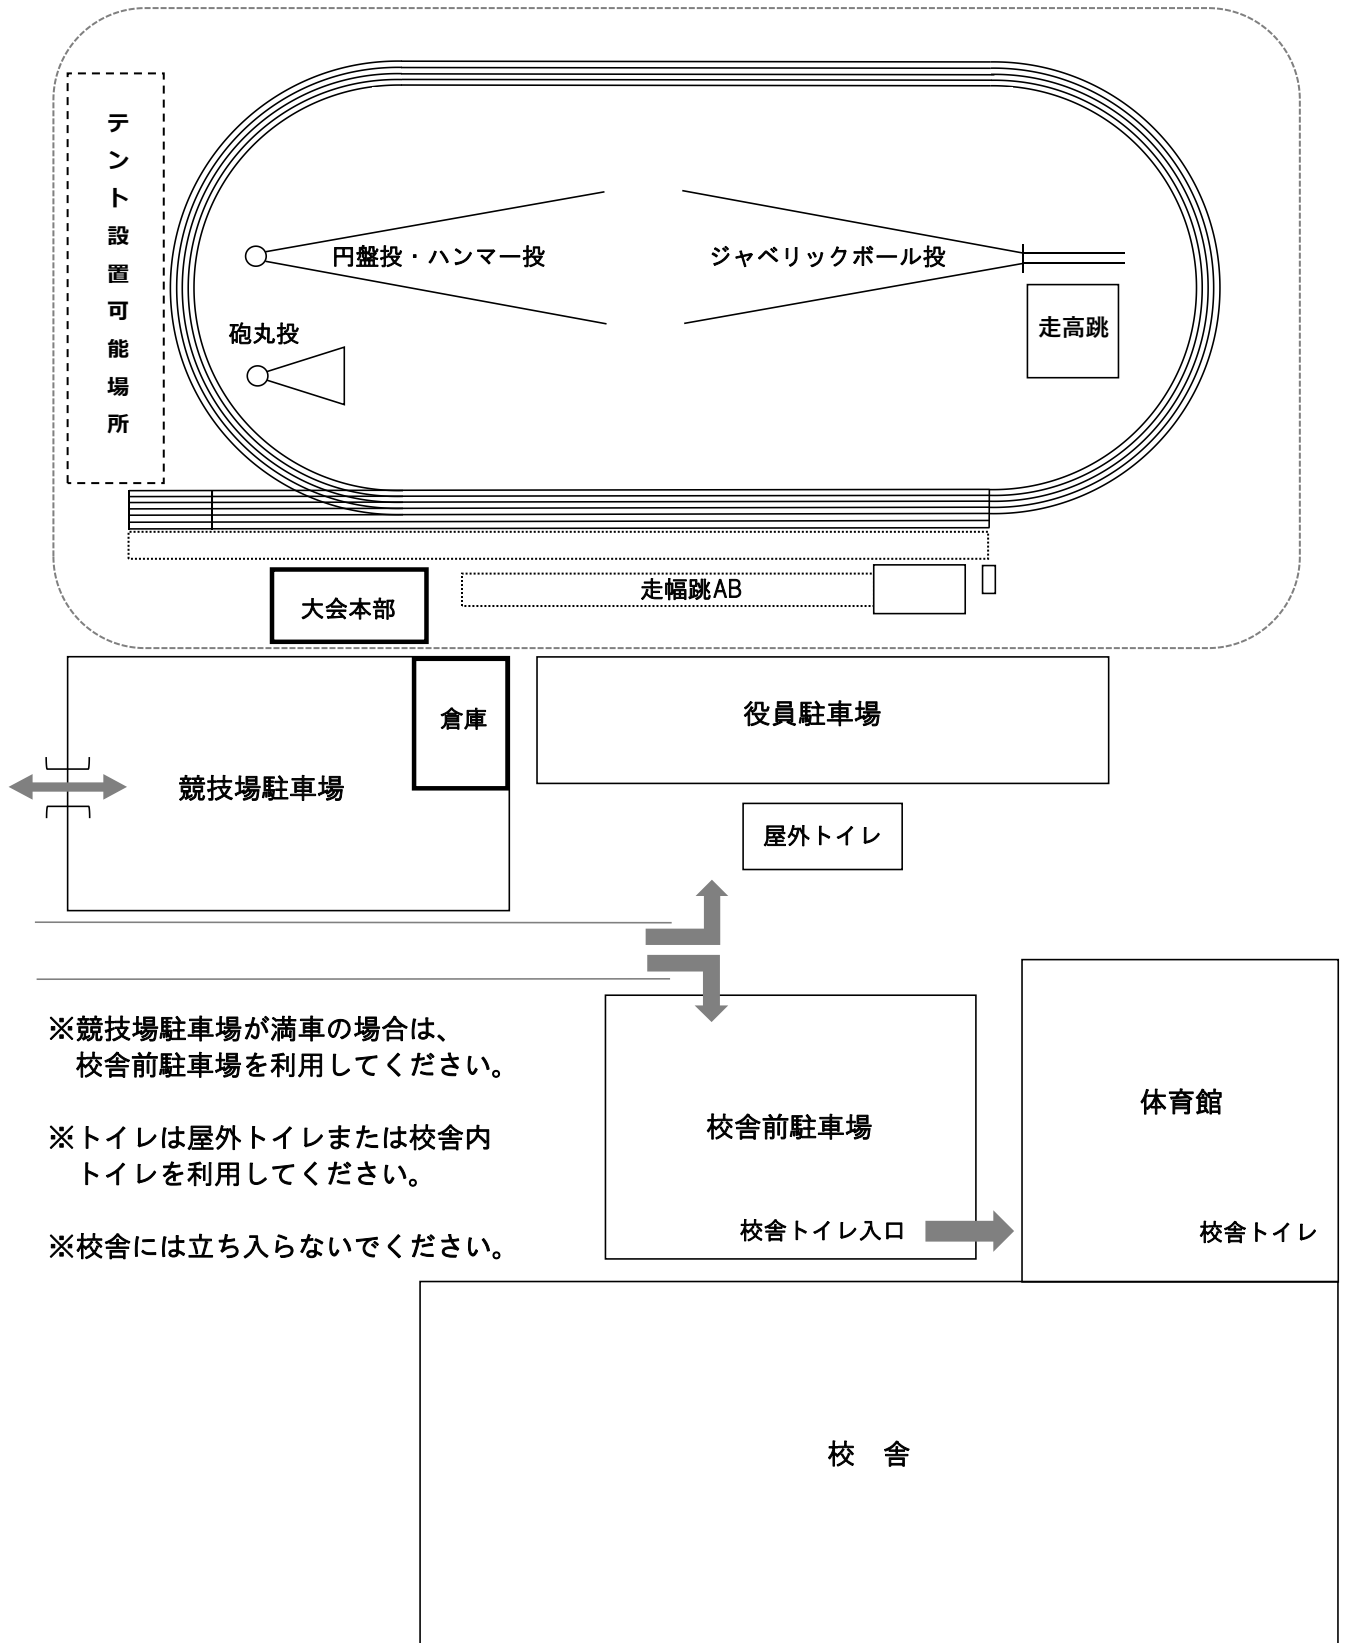 テント設置可能場所
円盤投・ハンマー投
ジャベリックボール投
走高跳
砲丸投
走幅跳AB
大会本部
倉庫
役員駐車場
競技場駐車場
屋外トイレ
※競技場駐車場が満車の場合は、
校舎前駐車場を利用してください。
※トイレは屋外トイレまたは校舎内
トイレを利用してください。
※校舎には立ち入らないでください。
体育館
校舎前駐車場
校舎トイレ入口
校舎トイレ
校　舎